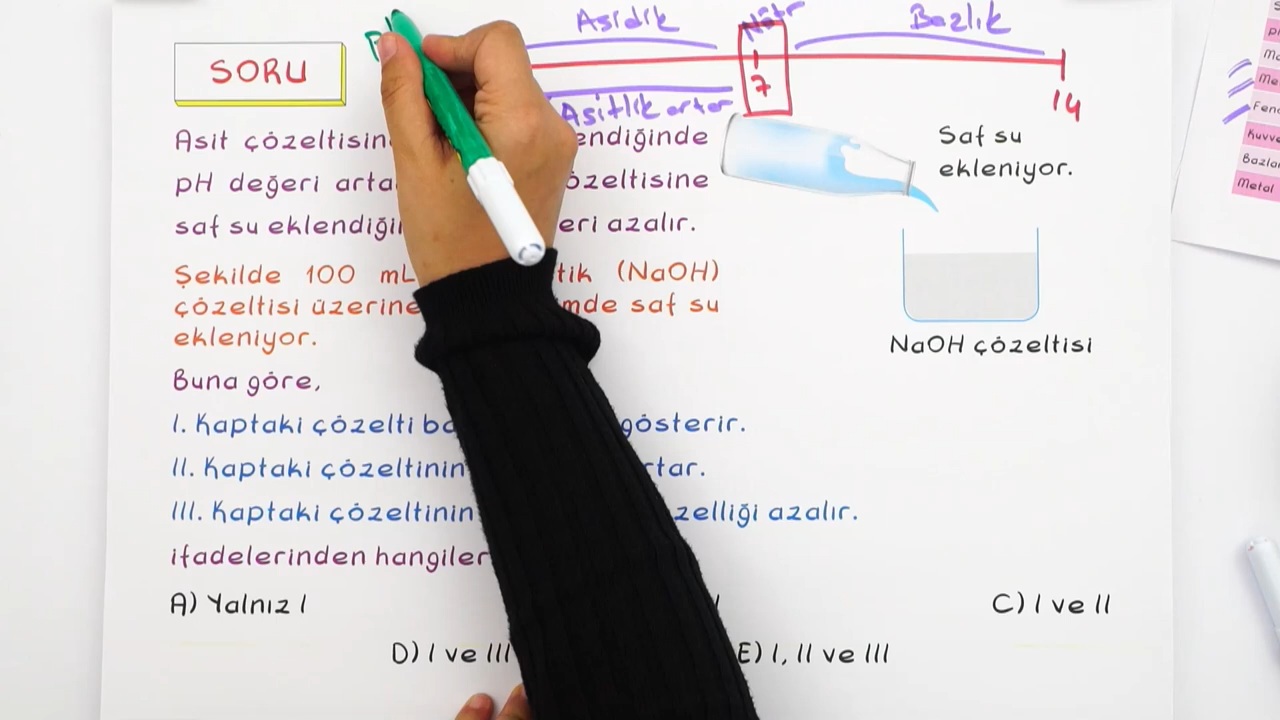 Asidik Nötr Bazlık
SORU
7
14
Asitlik artar
Asit çözeltisin endiğinde
pH değeri arta özeltisine
saf su eklendiği eri azalır.
Saf su
ekleniyor.
Şekilde 100 mL tik (NaOH)
çözeltisi üzerine mde saf su
ekleniyor.
NaOH çözeltisi
Buna göre,
I. Kaptaki çözelti ba gösterir.
II. Kaptaki çözeltinin rtar.
III. Kaptaki çözeltinin zelliği azalır.
ifadelerinden hangiler
A) Yalnız I
C) I ve II
D) I ve III
E) I, II ve III
Metal